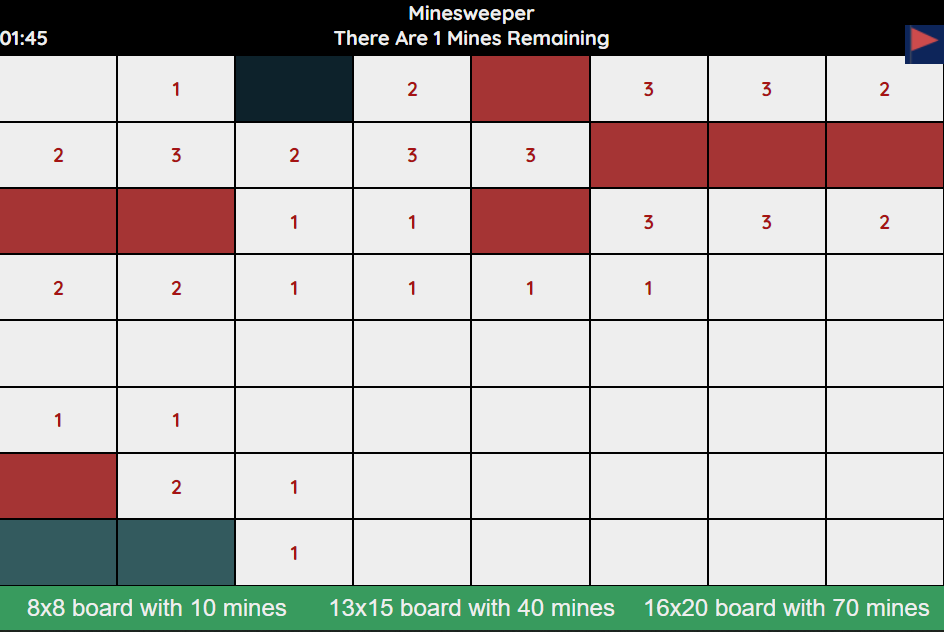 Minesweeper
01:45 There Are 1 Mines Remaining
1 2 3 3 2
2 3 2 3 3
1 1 3 3 2
2 2 1 1 1 1
1 1
2 1
1
8x8 board with 10 mines 13x15 board with 40 mines 16x20 board with 70 mines